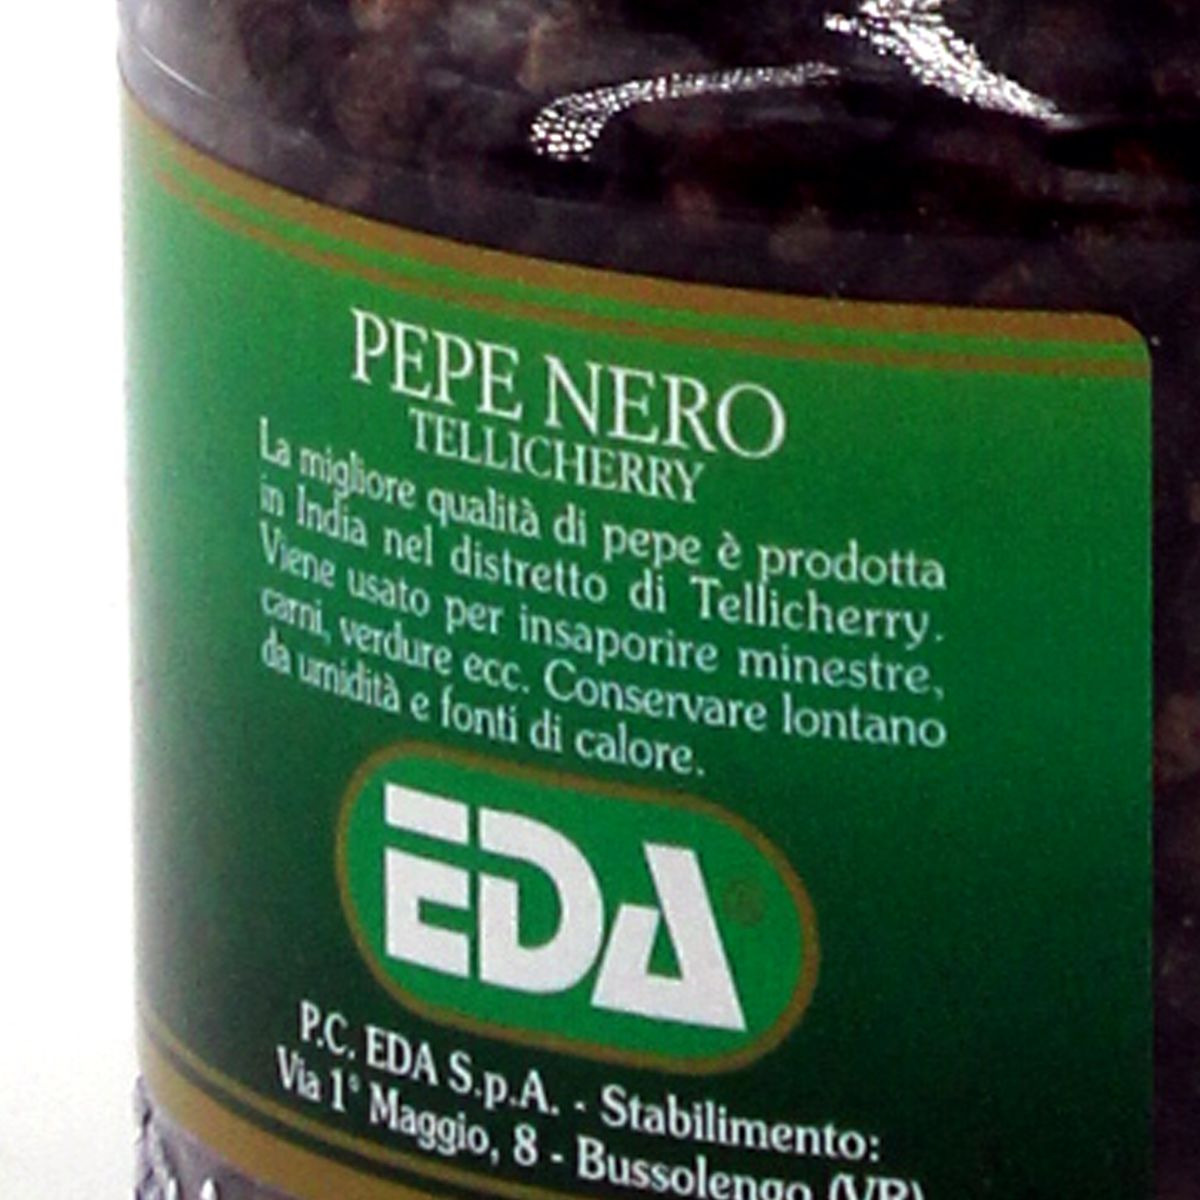 PEPE NERO
TELLICHERRY
La migliore qualità di pepe è prodotta
in India nel distretto di Tellicherry.
Viene usato per insaporire minestre,
carni, verdure ecc. Conservare lontano
da umidità e fonti di calore.
EDA ®
P.C. EDA S.p.A. - Stabilimento:
Via 1° Maggio, 8 - Bussolengo (VR)